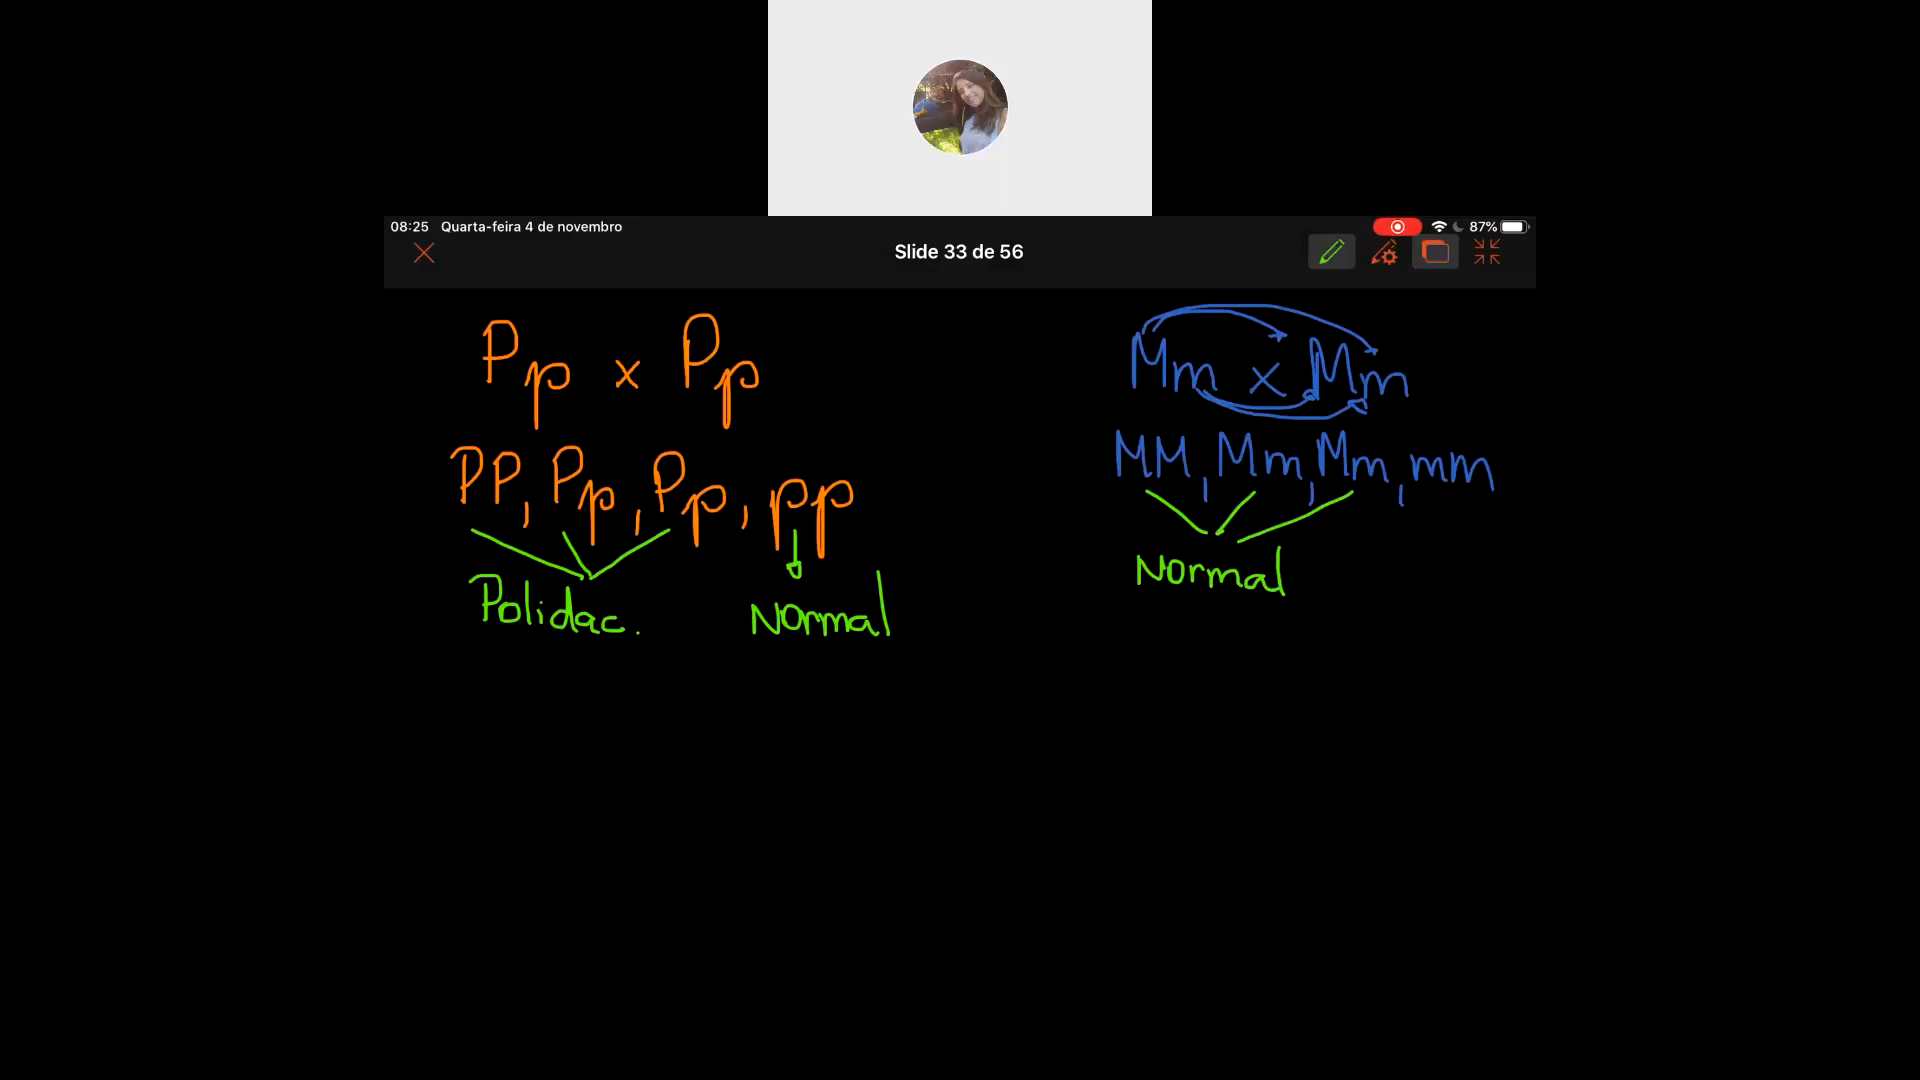 08:25 Quarta-feira 4 de novembro 87%
Slide 33 de 56
Pp x Pp
PP, Pp, Pp, pp
Polidac. Normal
Mm x Mm
MM, Mm, Mm, mm
Normal